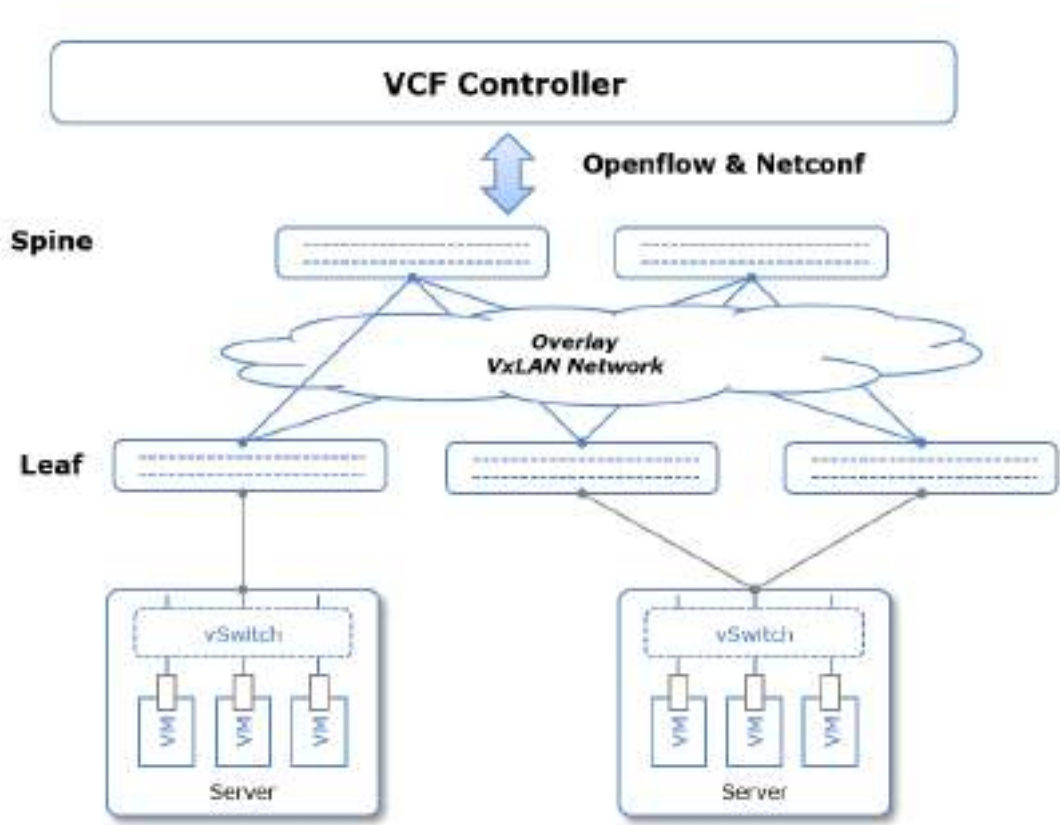 VCF Controller
Openflow & Netconf
Spine
Overlay
VxLAN Network
Leaf
vSwitch
vSwitch
VM
VM
VM
VM
VM
VM
Server
Server